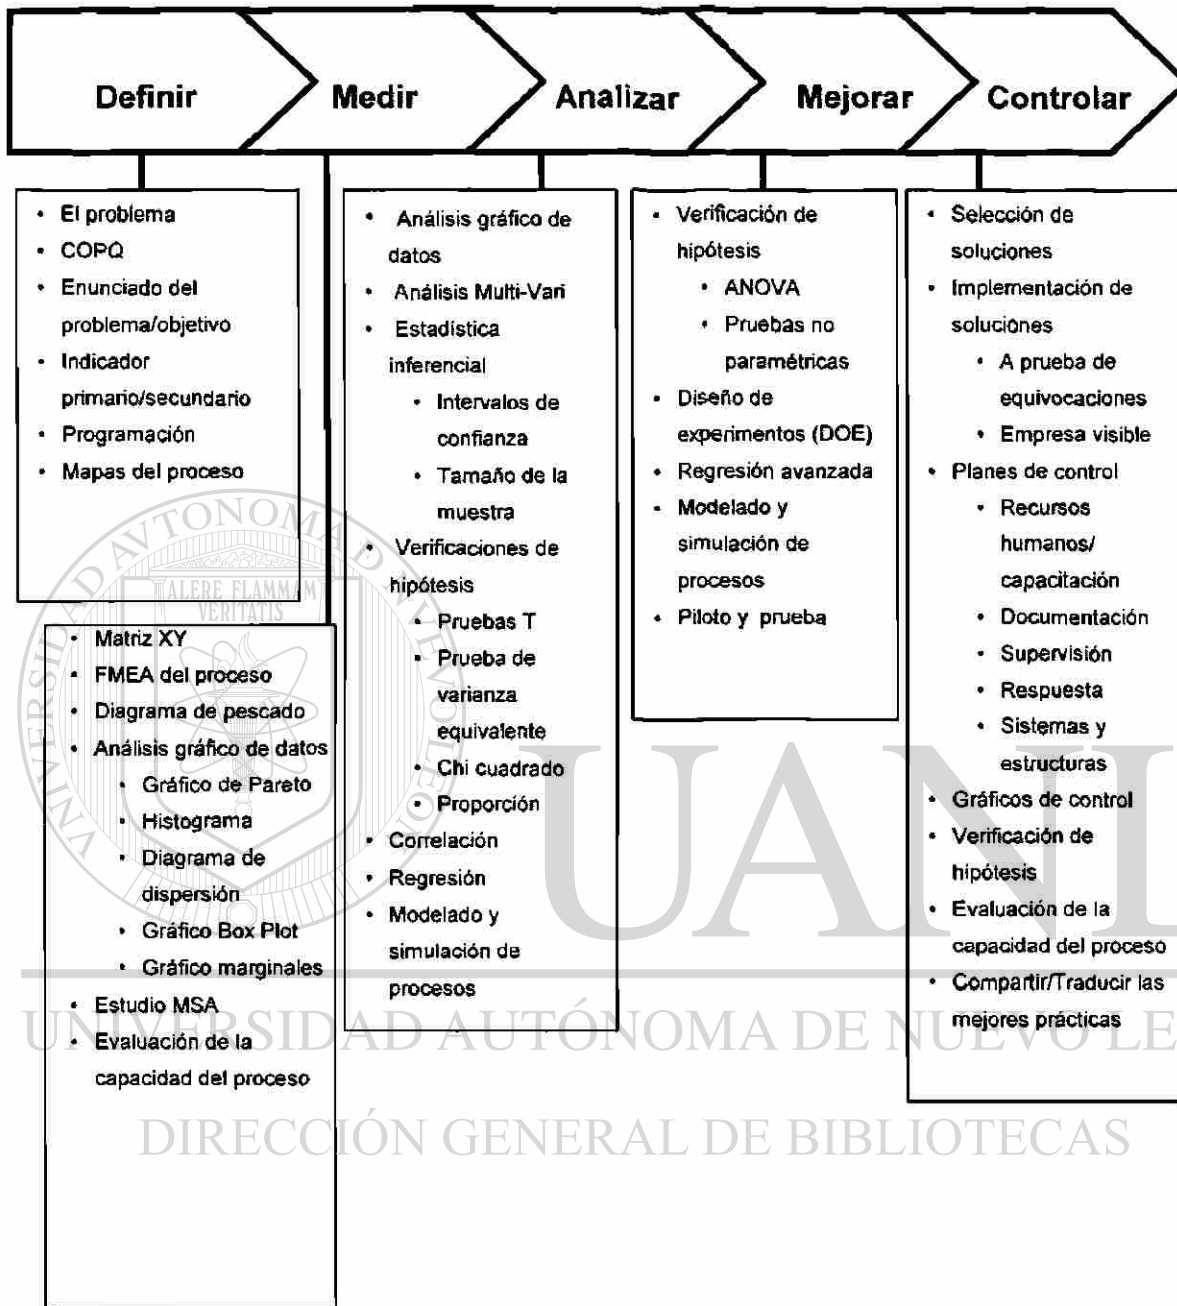 Definir
Medir
Analizar
Mejorar
Controlar
• El problema
• COPQ
• Enunciado del
problema/objetivo
• Indicador
primario/secundario
• Programación
• Mapas del proceso
• Matriz XY
• FMEA del proceso
• Diagrama de pescado
• Análisis gráfico de datos
• Gráfico de Pareto
• Histograma
• Diagrama de
dispersión
• Gráfico Box Plot
• Gráfico marginales
• Estudio MSA
• Evaluación de la
capacidad del proceso
• Análisis gráfico de
datos
• Análisis Multi-Vari
• Estadística
inferencial
• Intervalos de
confianza
• Tamaño de la
muestra
• Verificaciones de
hipótesis
• Pruebas T
• Prueba de
varianza
equivalente
• Chi cuadrado
• Proporción
• Correlación
• Regresión
• Modelado y
simulación de
procesos
• Verificación de
hipótesis
• ANOVA
• Pruebas no
paramétricas
• Diseño de
experimentos (DOE)
• Regresión avanzada
• Modelado y
simulación de
procesos
• Piloto y prueba
• Selección de
soluciones
• Implementación de
soluciones
• A prueba de
equivocaciones
• Empresa visible
• Planes de control
• Recursos
humanos/
capacitación
• Documentación
• Supervisión
• Respuesta
• Sistemas y
estructuras
• Gráficos de control
• Verificación de
hipótesis
• Evaluación de la
capacidad del proceso
• Compartir/Traducir las
mejores prácticas
UNIVERSIDAD AVTONOMA DE NVEVO LEON
ALERE FLAMMAM
VERITATIS
UANL
UNIVERSIDAD AUTÓNOMA DE NUEVO LE
DIRECCIÓN GENERAL DE BIBLIOTECAS